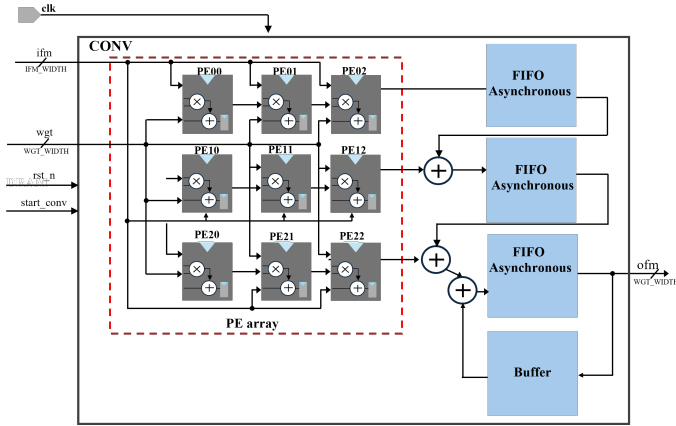 clk
CONV
ifm
IFM_WIDTH
PE00
PE01
PE02
FIFO
Asynchronous
wgt
WGT_WIDTH
PE10
PE11
PE12
FIFO
Asynchronous
rst_n
start_conv
PE20
PE21
PE22
FIFO
Asynchronous
ofm
WGT_WIDTH
PE array
Buffer